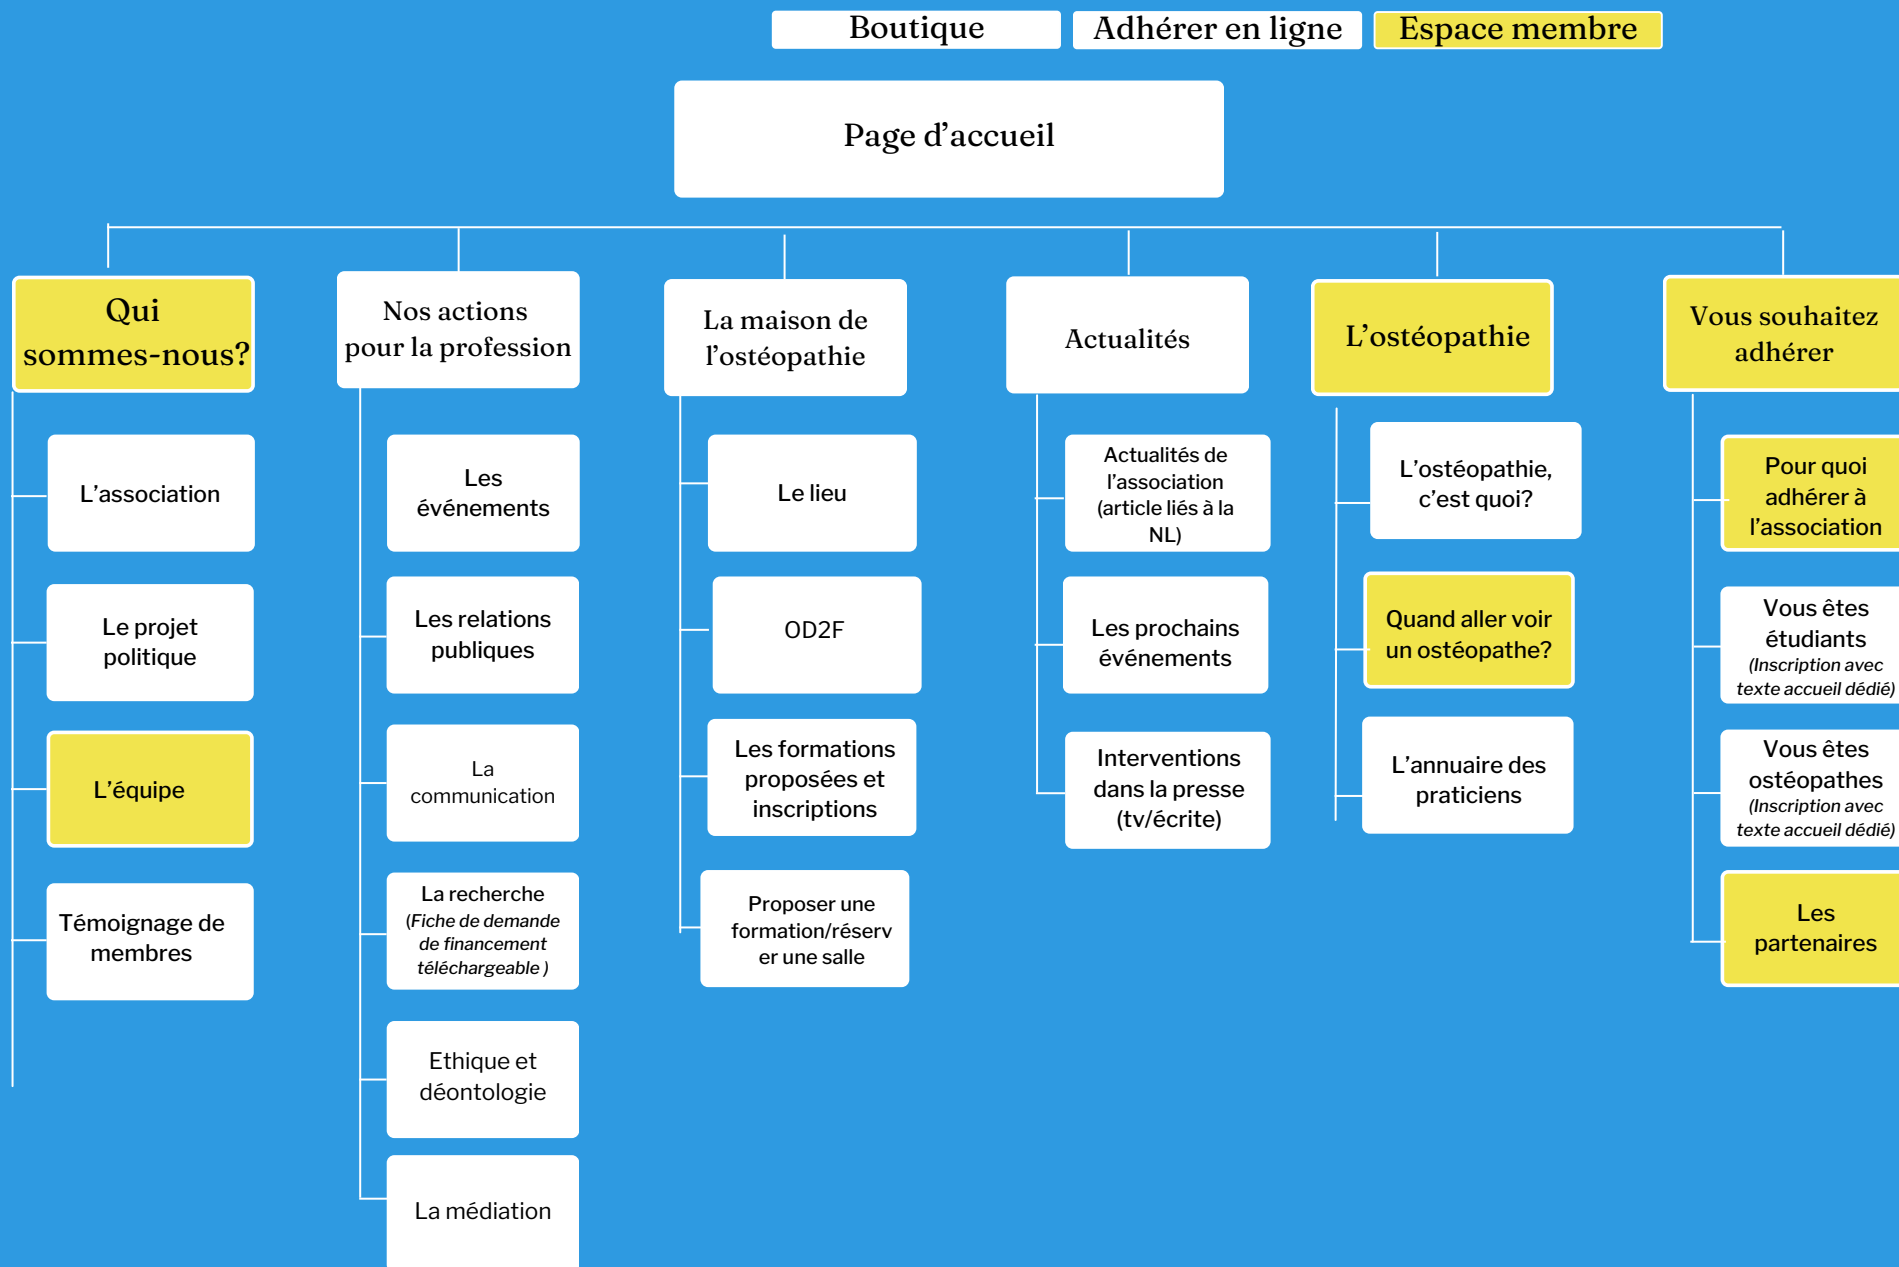 Boutique
Adhérer en ligne
Espace membre
Page d'accueil
Qui
sommes-nous?
L'association
Le projet
politique
L'équipe
Témoignage de
membres
Nos actions
pour la profession
Les
événements
Les relations
publiques
La
communication
La recherche
(Fiche de demande
de financement
téléchargeable )
Ethique et
déontologie
La médiation
La maison de
l'ostéopathie
Le lieu
OD2F
Les formations
proposées et
inscriptions
Proposer une
formation/réserv
er une salle
Actualités
Actualités de
l'association
(article liés à la
NL)
Les prochains
événements
Interventions
dans la presse
(tv/écrite)
L'ostéopathie
L'ostéopathie,
c'est quoi?
Quand aller voir
un ostéopathe?
L'annuaire des
praticiens
Vous souhaitez
adhérer
Pour quoi
adhérer à
l'association
Vous êtes
étudiants
(Inscription avec
texte accueil dédié)
Vous êtes
ostéopathes
(Inscription avec
texte accueil dédié)
Les
partenaires